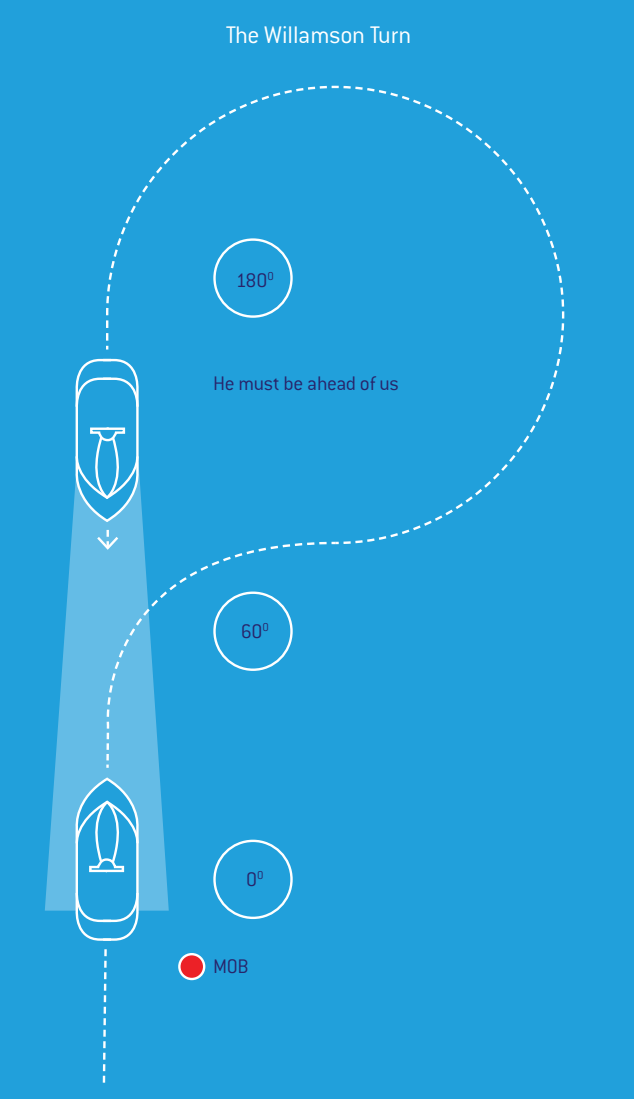 The Willamson Turn
180⁰
He must be ahead of us
60⁰
0⁰
MOB